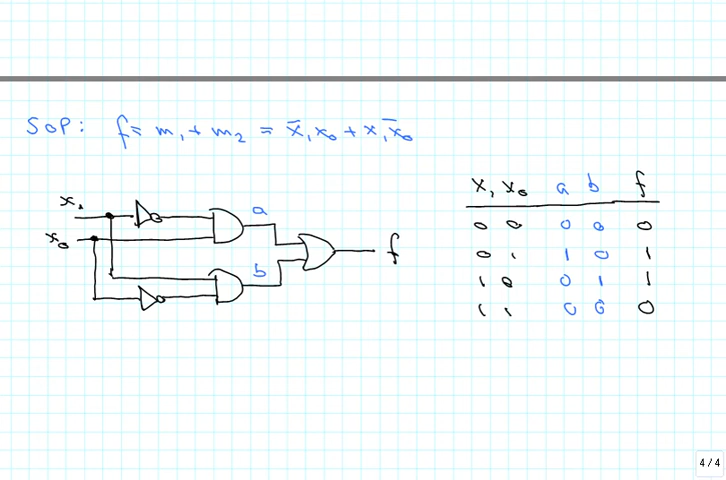 SOP: f = m₁ + m₂ = x̄₁x₀ + x₁x̄₀
x₁ x₀ a b f
x₁ a
0 0 0 0 0
x₀ f
0 1 1 0 1
b
1 0 0 1 1
1 1 0 0 0
4 / 4